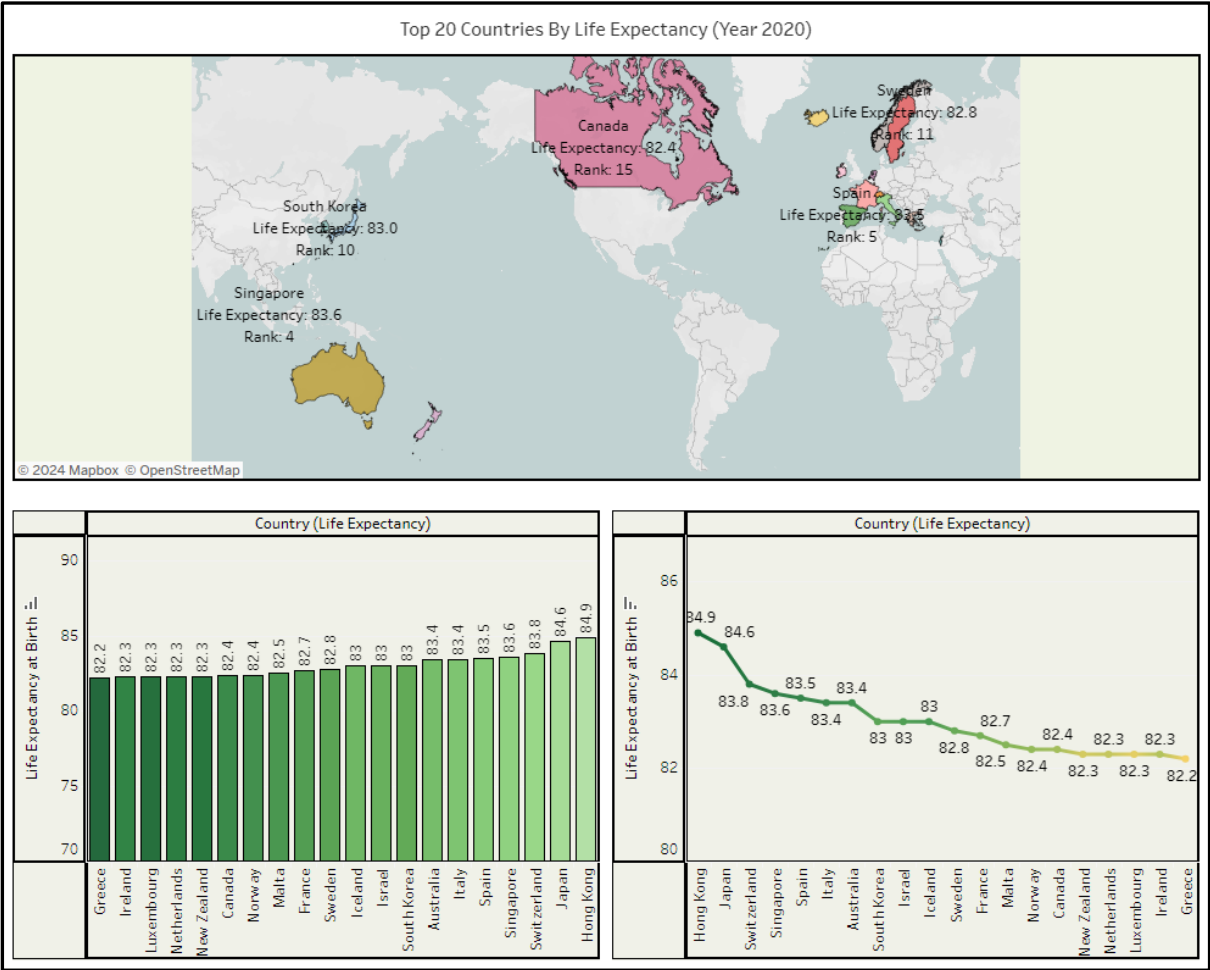 Top 20 Countries By Life Expectancy (Year 2020)
Sweden
Life Expectancy: 82.8
Rank: 11
Canada
Life Expectancy: 82.4
Rank: 15
Spain
Life Expectancy: 83.5
Rank: 5
South Korea
Life Expectancy: 83.0
Rank: 10
Singapore
Life Expectancy: 83.6
Rank: 4
© 2024 Mapbox © OpenStreetMap
Country (Life Expectancy)
Life Expectancy at Birth
90
85
80
75
70
82.2
82.3
82.3
82.3
82.3
82.4
82.4
82.5
82.7
82.8
83
83
83
83.4
83.4
83.5
83.6
83.8
84.6
84.9
Greece
Ireland
Luxembourg
Netherlands
New Zealand
Canada
Norway
Malta
France
Sweden
Iceland
Israel
South Korea
Australia
Italy
Spain
Singapore
Switzerland
Japan
Hong Kong
Country (Life Expectancy)
Life Expectancy at Birth
86
84
82
80
84.9
84.6
83.8
83.6
83.5
83.4
83.4
83
83
83
82.8
82.7
82.5
82.4
82.4
82.3
82.3
82.3
82.3
82.2
Hong Kong
Japan
Switzerland
Singapore
Spain
Italy
Australia
South Korea
Israel
Iceland
Sweden
France
Malta
Norway
Canada
New Zealand
Netherlands
Luxembourg
Ireland
Greece